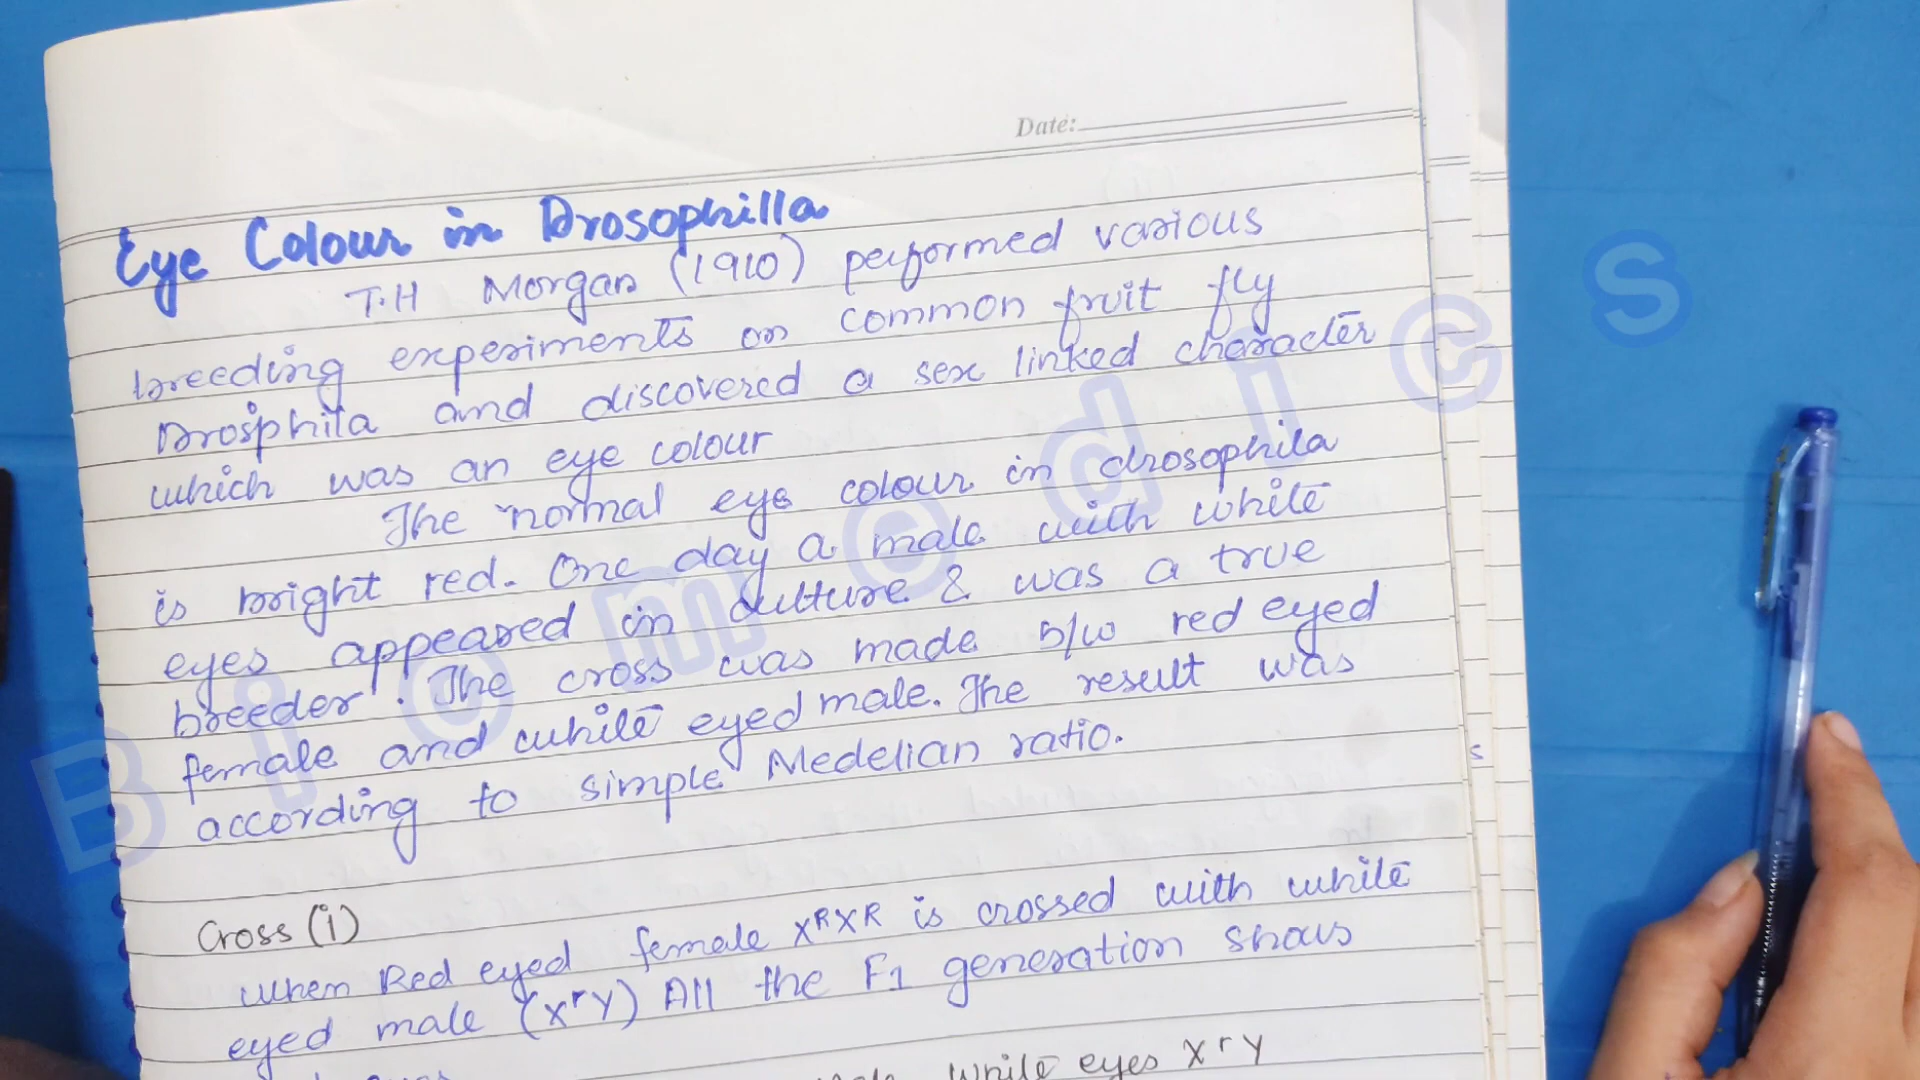 Date:
Eye Colour in Drosophilla
T.H Morgan (1910) performed various
breeding experiments on common fruit fly
Drosphila and discovered a sex linked character
which was an eye colour
The normal eye colour in drosophila
is bright red. One day a male with white
eyes appeared in culture & was a true
breeder. The cross was made b/w red eyed
female and white eyed male. The result was
according to simple Medelian ratio.
Cross (i)
when Red eyed female XRXR is crossed with white
eyed male (XrY) All the F1 generation shows
White eyes XrY
s
Biomedics